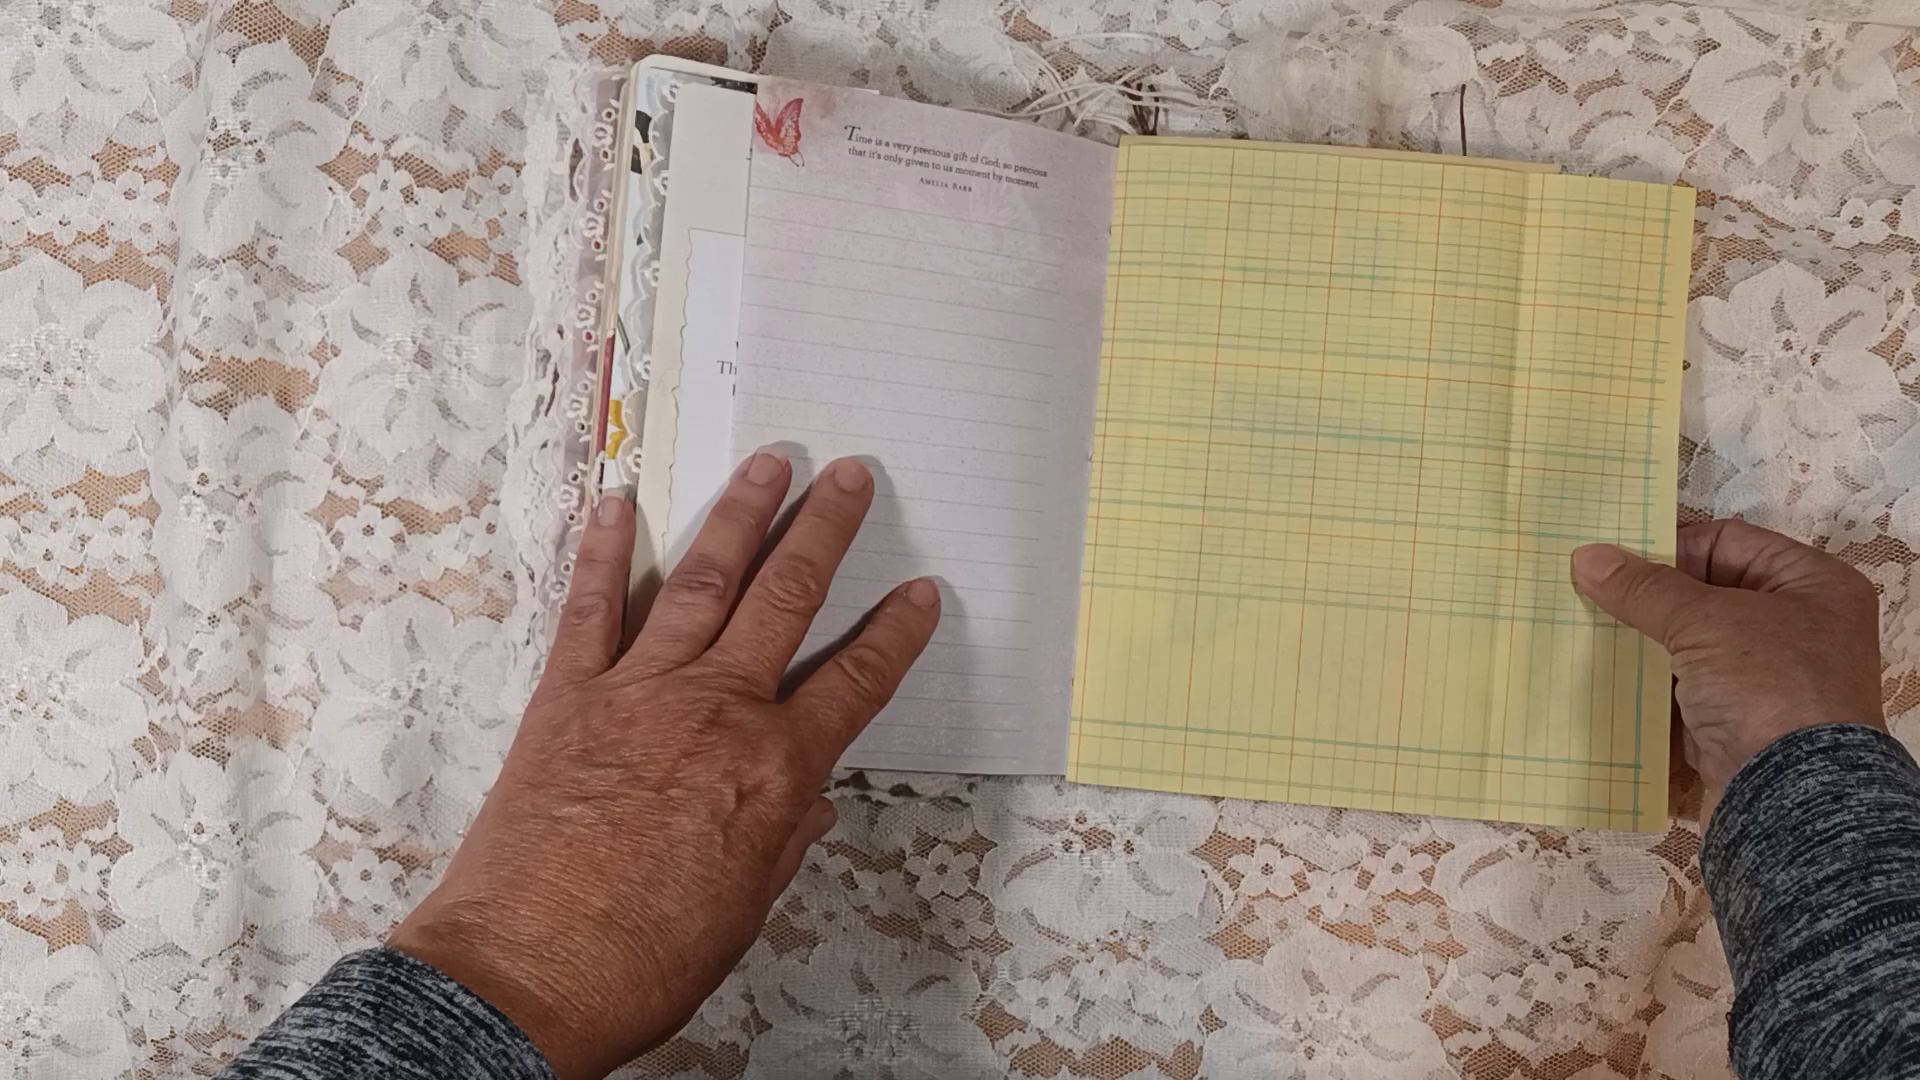 Time is a very precious gift of God; so precious
that it's only given to us moment by moment.
Amelia Barr
Th